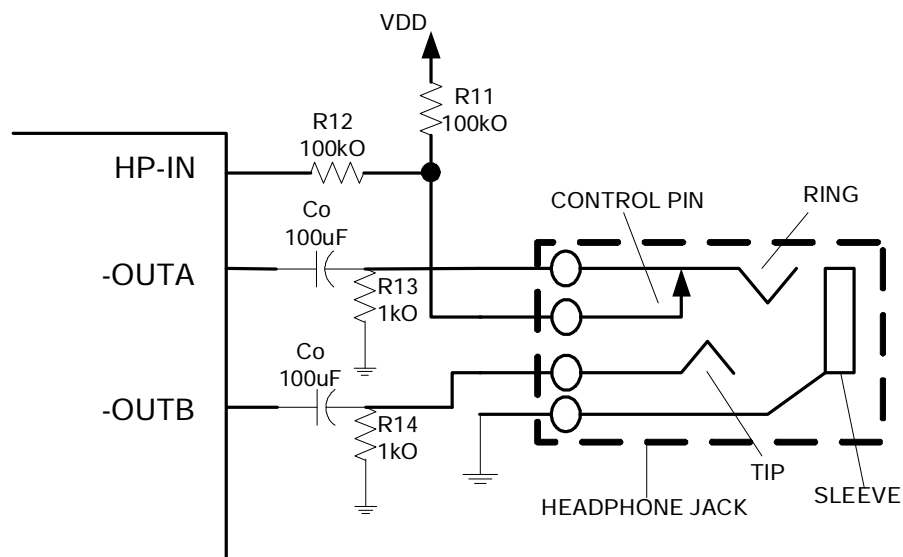 VDD
R11
100kO
R12
100kO
HP-IN
CONTROL PIN
RING
Co
100uF
-OUTA
R13
1kO
Co
100uF
-OUTB
R14
1kO
TIP
SLEEVE
HEADPHONE JACK